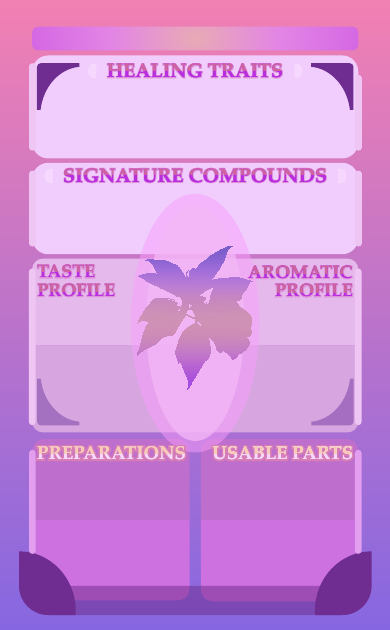 HEALING TRAITS
SIGNATURE COMPOUNDS
TASTE
PROFILE
AROMATIC
PROFILE
PREPARATIONS
USABLE PARTS